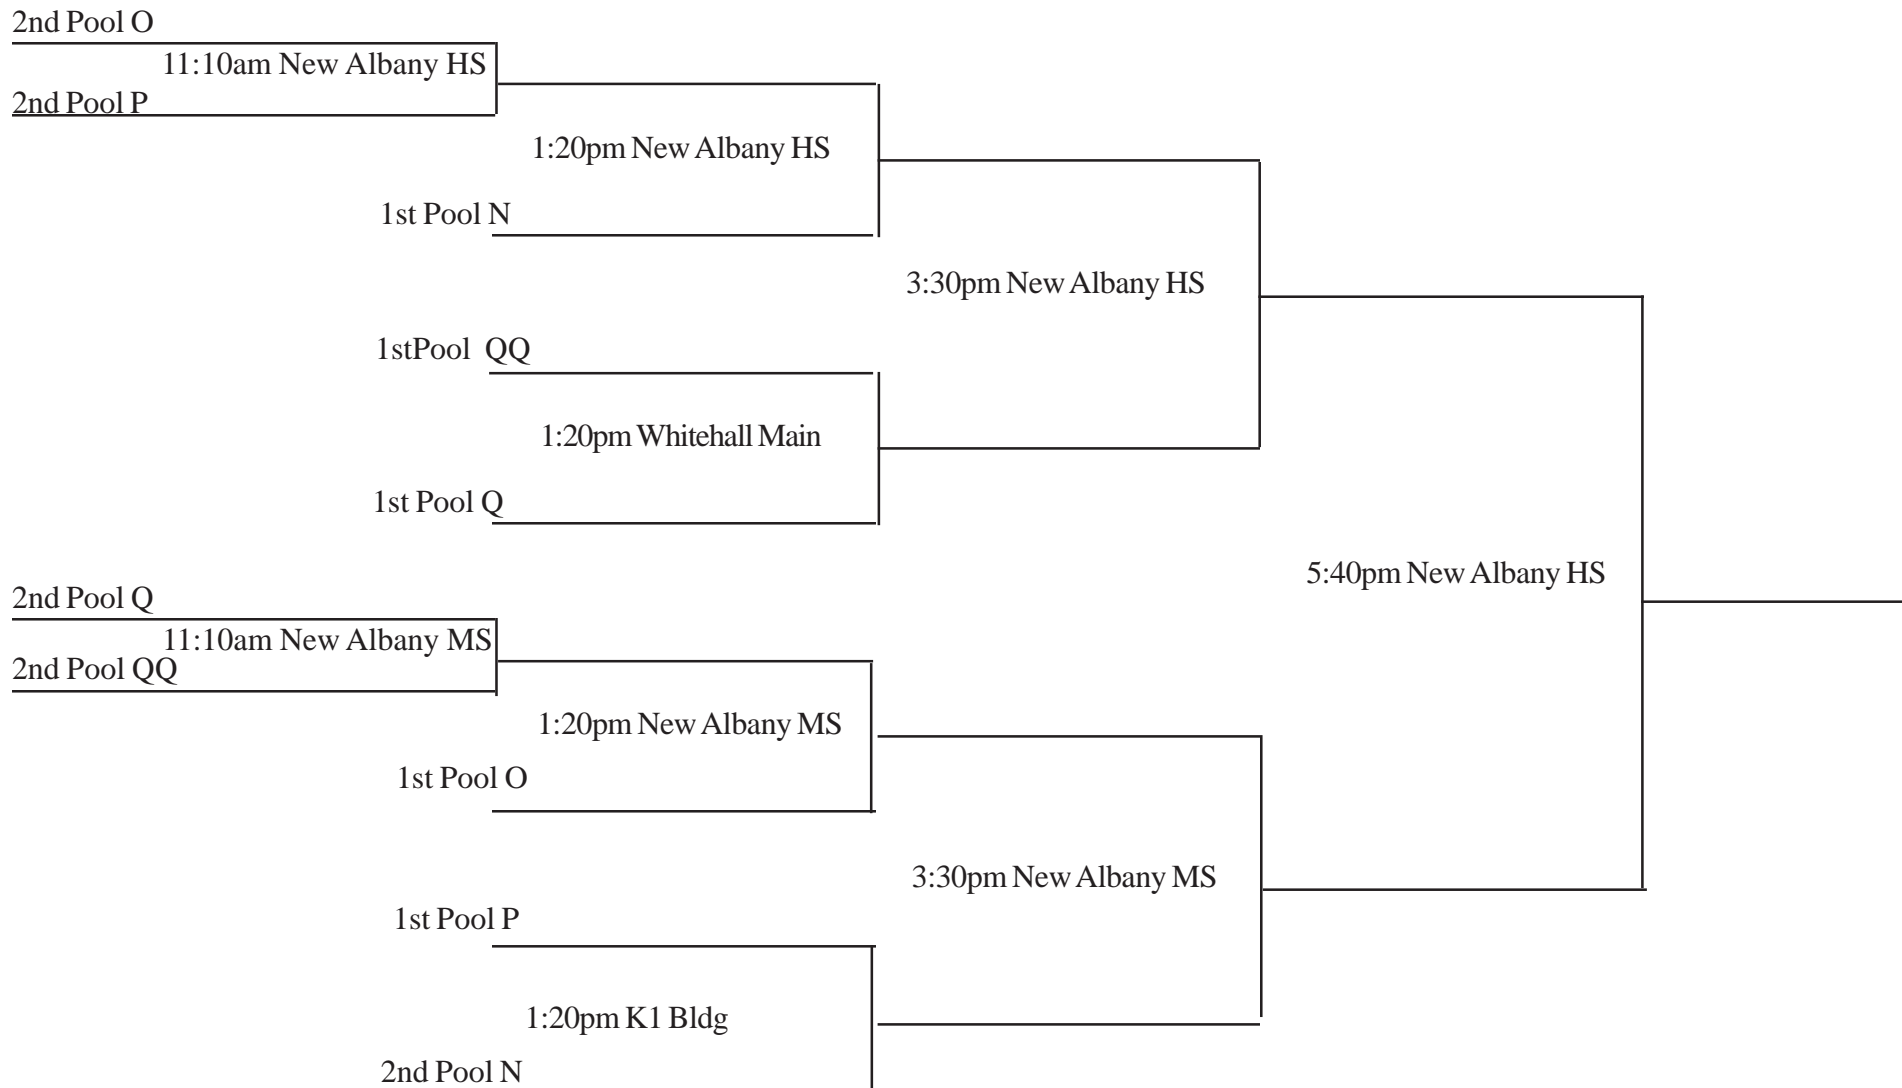 2nd Pool O
11:10am New Albany HS
2nd Pool P
1:20pm New Albany HS
1st Pool N
3:30pm New Albany HS
1stPool  QQ
1:20pm Whitehall Main
1st Pool Q
5:40pm New Albany HS
2nd Pool Q
11:10am New Albany MS
2nd Pool QQ
1:20pm New Albany MS
1st Pool O
3:30pm New Albany MS
1st Pool P
1:20pm K1 Bldg
2nd Pool N